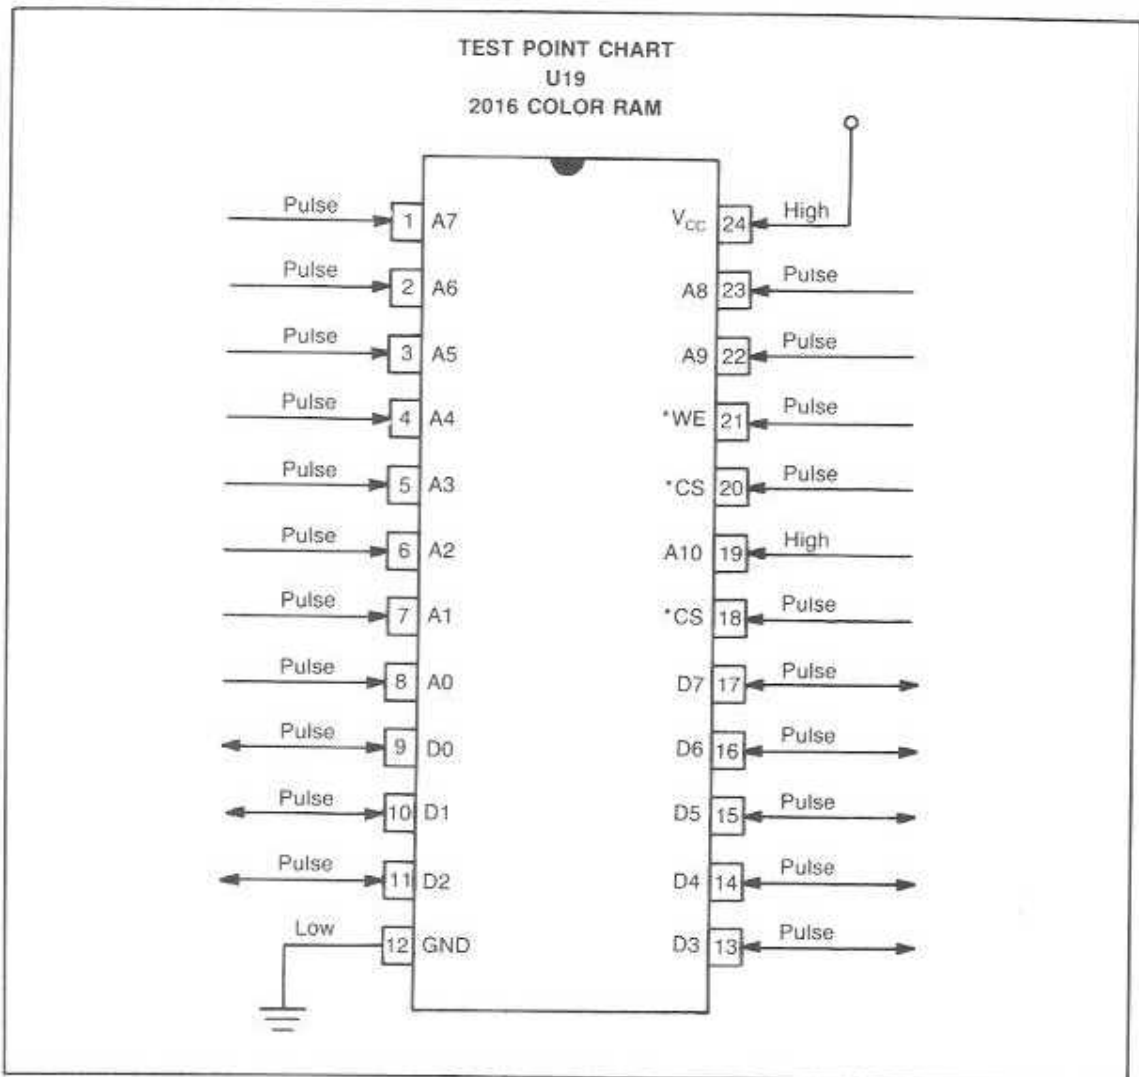 TEST POINT CHART
U19
2016 COLOR RAM
Pulse 1 A7
Pulse 2 A6
Pulse 3 A5
Pulse 4 A4
Pulse 5 A3
Pulse 6 A2
Pulse 7 A1
Pulse 8 A0
Pulse 9 D0
Pulse 10 D1
Pulse 11 D2
Low 12 GND
VCC 24 High
A8 23 Pulse
A9 22 Pulse
*WE 21 Pulse
*CS 20 Pulse
A10 19 High
*CS 18 Pulse
D7 17 Pulse
D6 16 Pulse
D5 15 Pulse
D4 14 Pulse
D3 13 Pulse